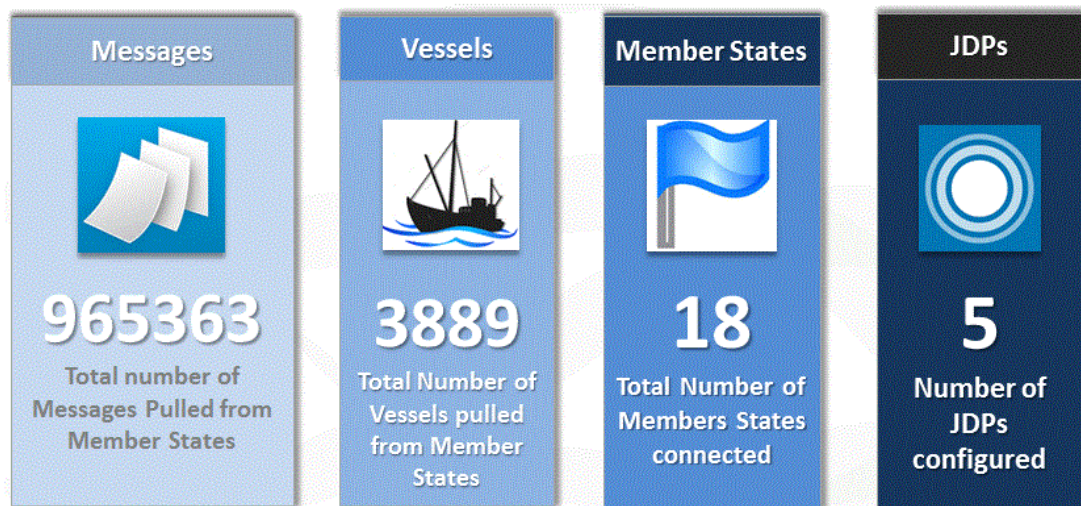 Messages
965363
Total number of
Messages Pulled from
Member States
Vessels
3889
Total Number of
Vessels pulled
from Member
States
Member States
18
Total Number of
Members States
connected
JDPs
5
Number of
JDPs
configured